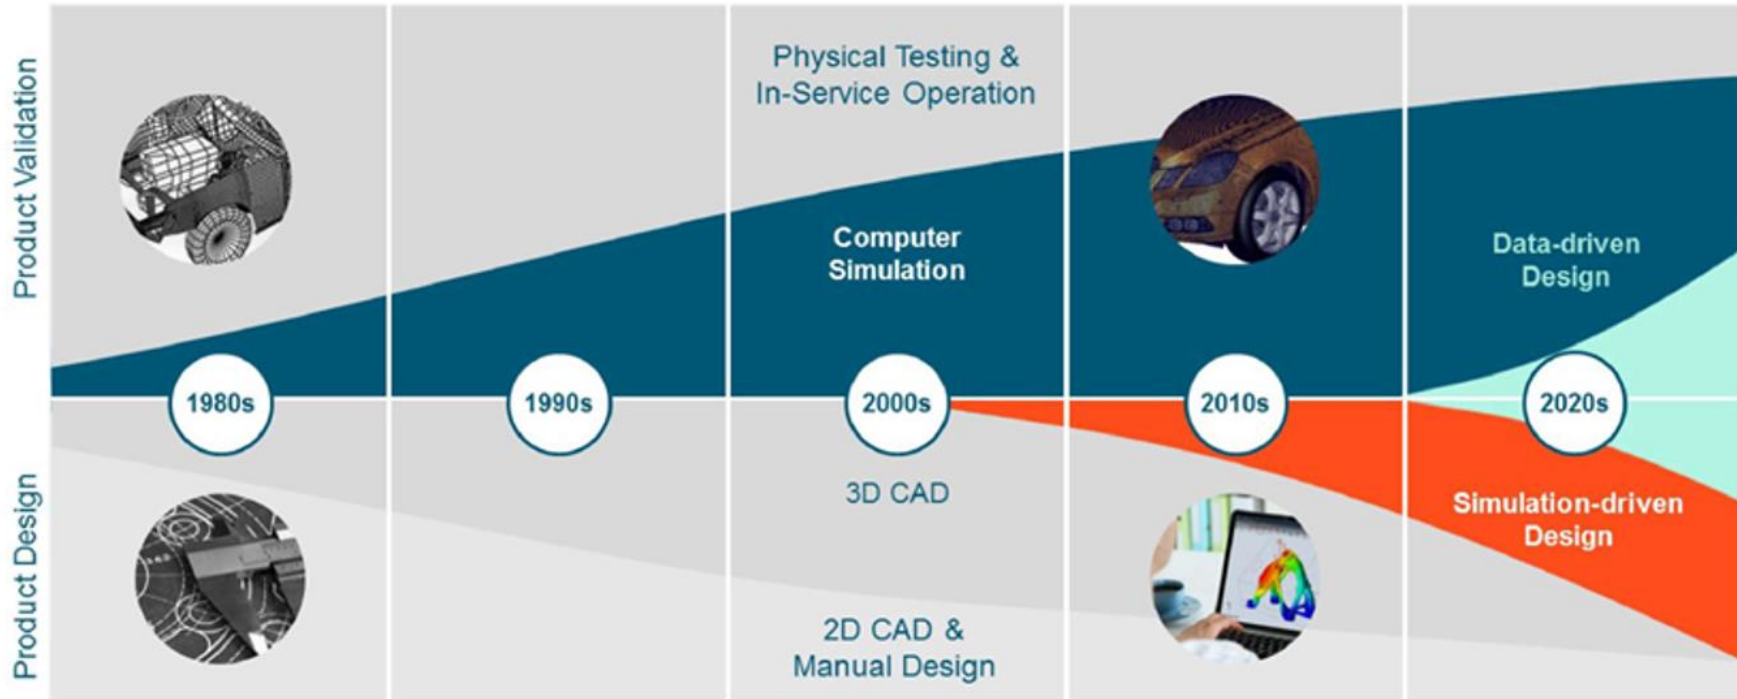 Product Validation
Physical Testing &
In-Service Operation
Computer
Simulation
Data-driven
Design
1980s
1990s
2000s
2010s
2020s
Product Design
3D CAD
Simulation-driven
Design
2D CAD &
Manual Design